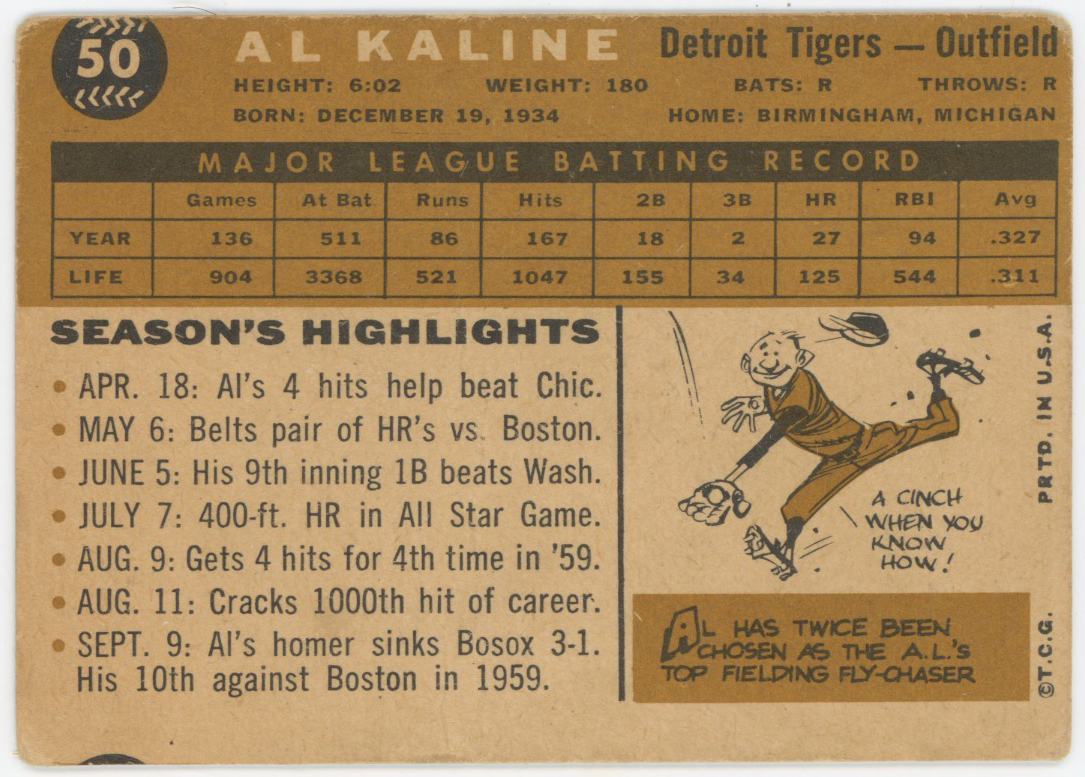 50
AL KALINE Detroit Tigers — Outfield
HEIGHT: 6:02 WEIGHT: 180 BATS: R THROWS: R
BORN: DECEMBER 19, 1934 HOME: BIRMINGHAM, MICHIGAN
MAJOR LEAGUE BATTING RECORD
Games At Bat Runs Hits 2B 3B HR RBI Avg
YEAR 136 511 86 167 18 2 27 94 .327
LIFE 904 3368 521 1047 155 34 125 544 .311
SEASON'S HIGHLIGHTS
• APR. 18: Al's 4 hits help beat Chic.
• MAY 6: Belts pair of HR's vs. Boston.
• JUNE 5: His 9th inning 1B beats Wash.
• JULY 7: 400-ft. HR in All Star Game.
• AUG. 9: Gets 4 hits for 4th time in '59.
• AUG. 11: Cracks 1000th hit of career.
• SEPT. 9: Al's homer sinks Bosox 3-1.
His 10th against Boston in 1959.
A CINCH
WHEN YOU
KNOW
HOW!
AL HAS TWICE BEEN
CHOSEN AS THE A.L.'S
TOP FIELDING FLY-CHASER
©T.C.G. PRTD. IN U.S.A.